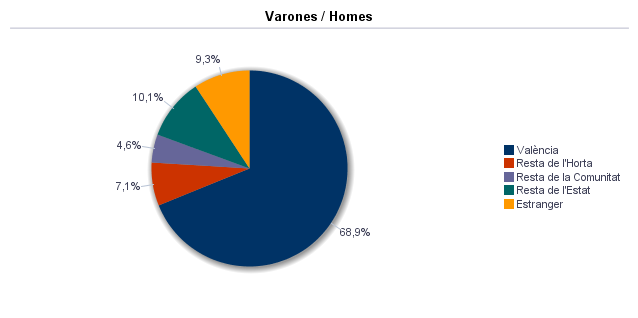 Varones / Homes
9,3%
10,1%
4,6%
7,1%
68,9%
València
Resta de l'Horta
Resta de la Comunitat
Resta de l'Estat
Estranger